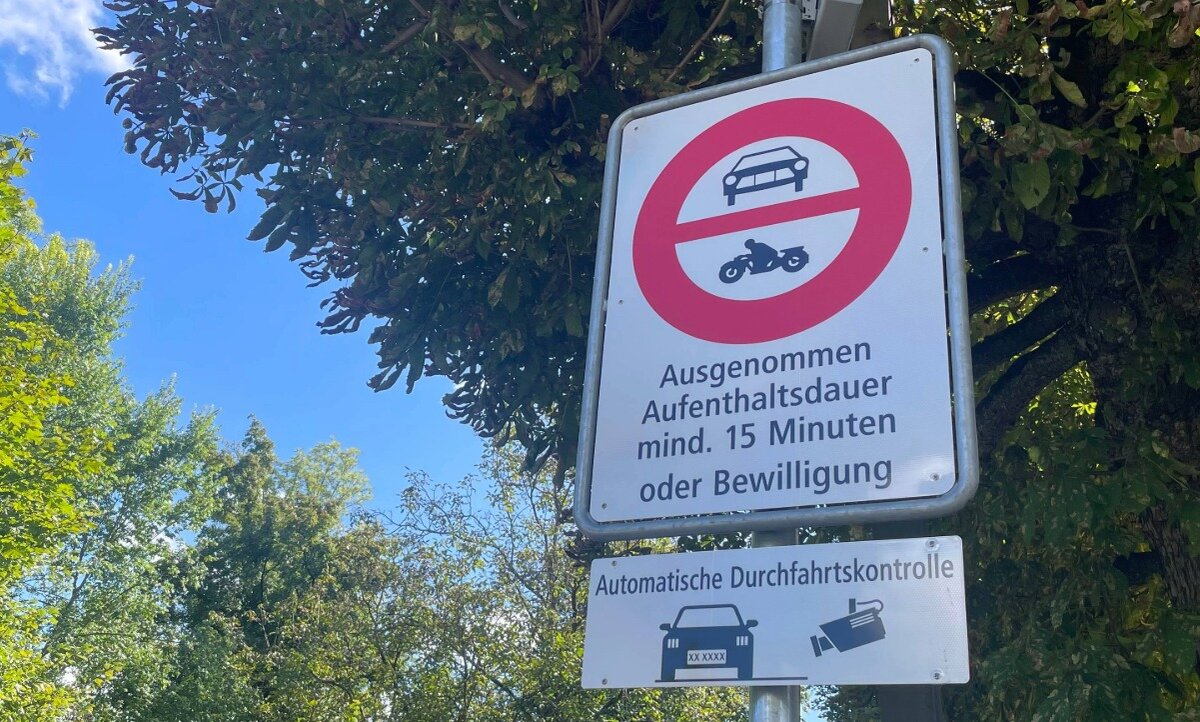 Ausgenommen
Aufenthaltsdauer
mind. 15 Minuten
oder Bewilligung
Automatische Durchfahrtskontrolle
XX XXXX